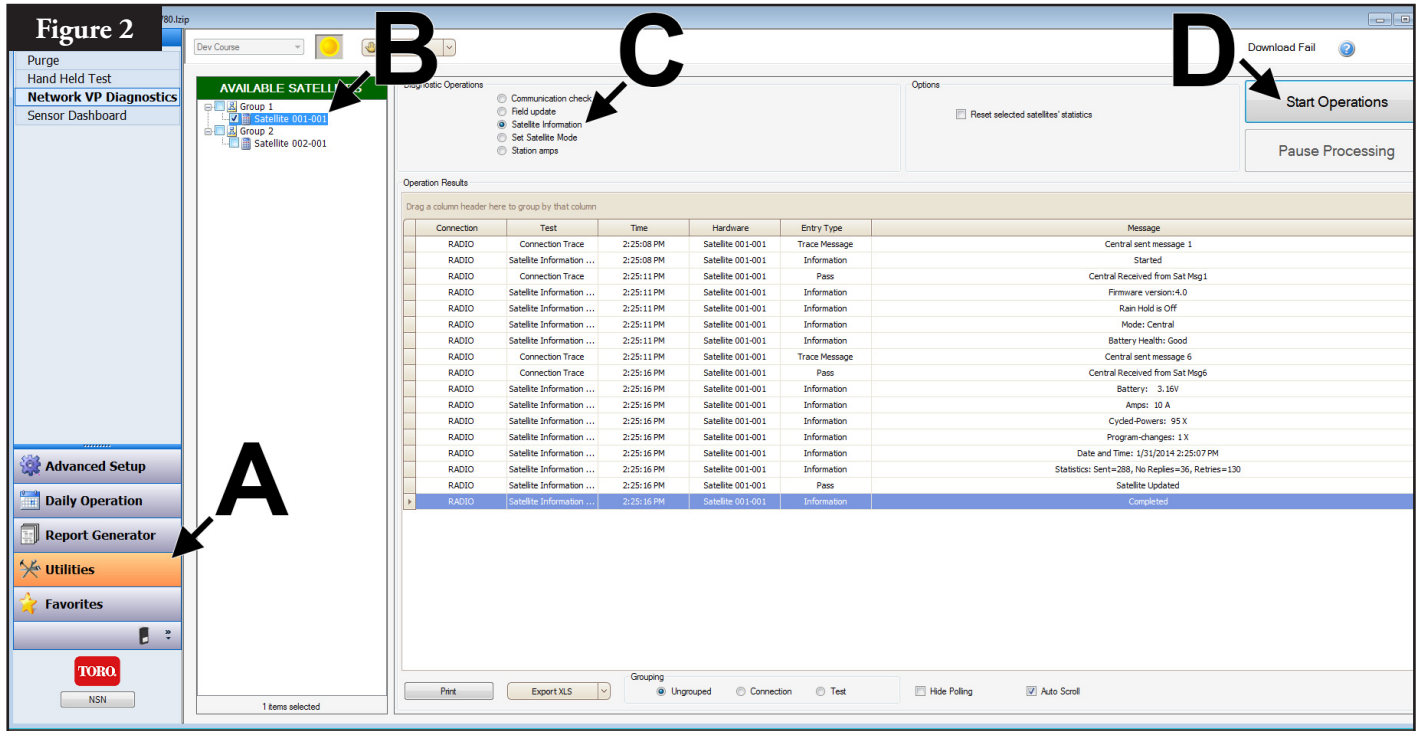 Figure 2
780.lzip
Purge
Hand Held Test
Network VP Diagnostics
Sensor Dashboard
Advanced Setup
Daily Operation
Report Generator
Utilities
Favorites
TORO.
NSN
A
B
C
D
Dev Course
Download Fail
AVAILABLE
Group 1
Satellite 001-001
Group 2
Satellite 002-001
1 items selected
Diagnostic Operations
Communication check
Field update
Satellite Information
Set Satellite Mode
Station amps
Options
Reset selected satellites' statistics
Start Operations
Pause Processing
Operation Results
Drag a column header here to group by that column
Connection Test Time Hardware Entry Type Message
RADIO Connection Trace 2:25:08 PM Satellite 001-001 Trace Message Central sent message 1
RADIO Satellite Information ... 2:25:08 PM Satellite 001-001 Information Started
RADIO Connection Trace 2:25:11 PM Satellite 001-001 Pass Central Received from Sat Msg1
RADIO Satellite Information ... 2:25:11 PM Satellite 001-001 Information Firmware version:4.0
RADIO Satellite Information ... 2:25:11 PM Satellite 001-001 Information Rain Hold is Off
RADIO Satellite Information ... 2:25:11 PM Satellite 001-001 Information Mode: Central
RADIO Satellite Information ... 2:25:11 PM Satellite 001-001 Information Battery Health: Good
RADIO Connection Trace 2:25:11 PM Satellite 001-001 Trace Message Central sent message 6
RADIO Connection Trace 2:25:16 PM Satellite 001-001 Pass Central Received from Sat Msg6
RADIO Satellite Information ... 2:25:16 PM Satellite 001-001 Information Battery: 3.16V
RADIO Satellite Information ... 2:25:16 PM Satellite 001-001 Information Amps: 10 A
RADIO Satellite Information ... 2:25:16 PM Satellite 001-001 Information Cycled-Powers: 95 X
RADIO Satellite Information ... 2:25:16 PM Satellite 001-001 Information Program-changes: 1 X
RADIO Satellite Information ... 2:25:16 PM Satellite 001-001 Information Date and Time: 1/31/2014 2:25:07 PM
RADIO Satellite Information ... 2:25:16 PM Satellite 001-001 Information Statistics: Sent=288, No Replies=36, Retries=130
RADIO Satellite Information ... 2:25:16 PM Satellite 001-001 Pass Satellite Updated
RADIO Satellite Information ... 2:25:16 PM Satellite 001-001 Information Completed
Print
Export XLS
Grouping
Ungrouped Connection Test
Hide Polling
Auto Scroll